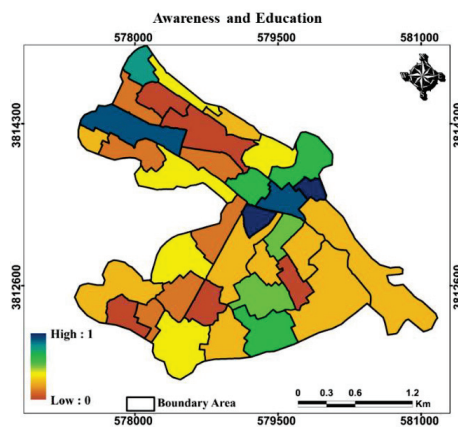 Awareness and Education
578000 579500 581000
3814300 3814300
3812600 3812600
High : 1
Low : 0
Boundary Area
0 0.3 0.6 1.2
Km
578000 579500 581000